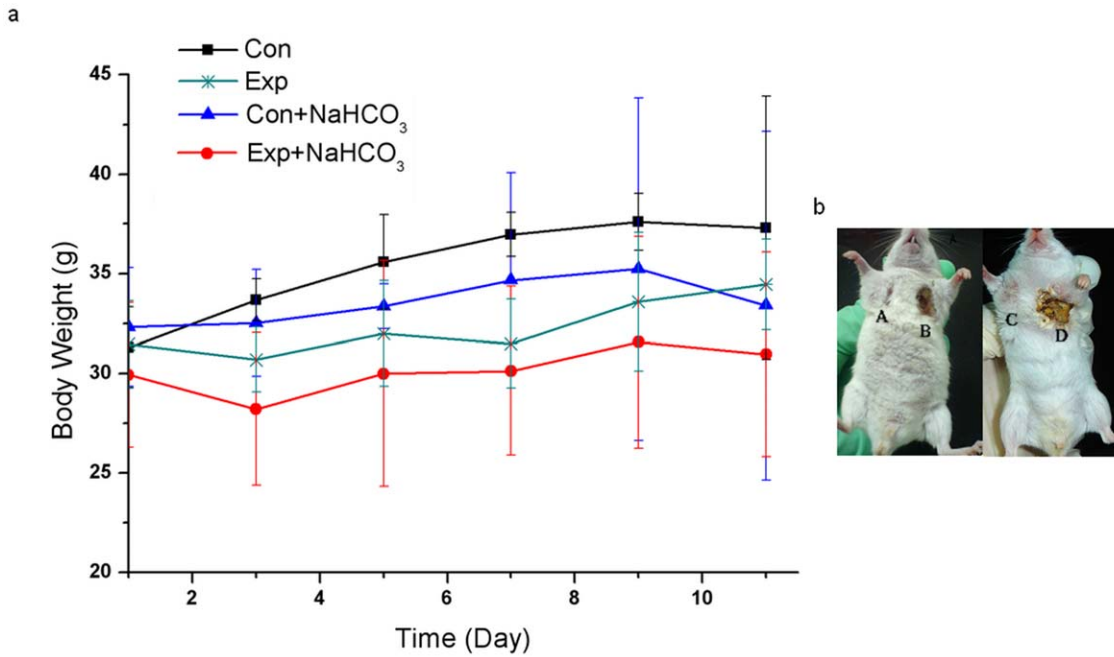 a
Con
Exp
Con+NaHCO₃
Exp+NaHCO₃
45
40
35
30
25
20
Body Weight (g)
2 4 6 8 10
Time (Day)
b
A B
C D